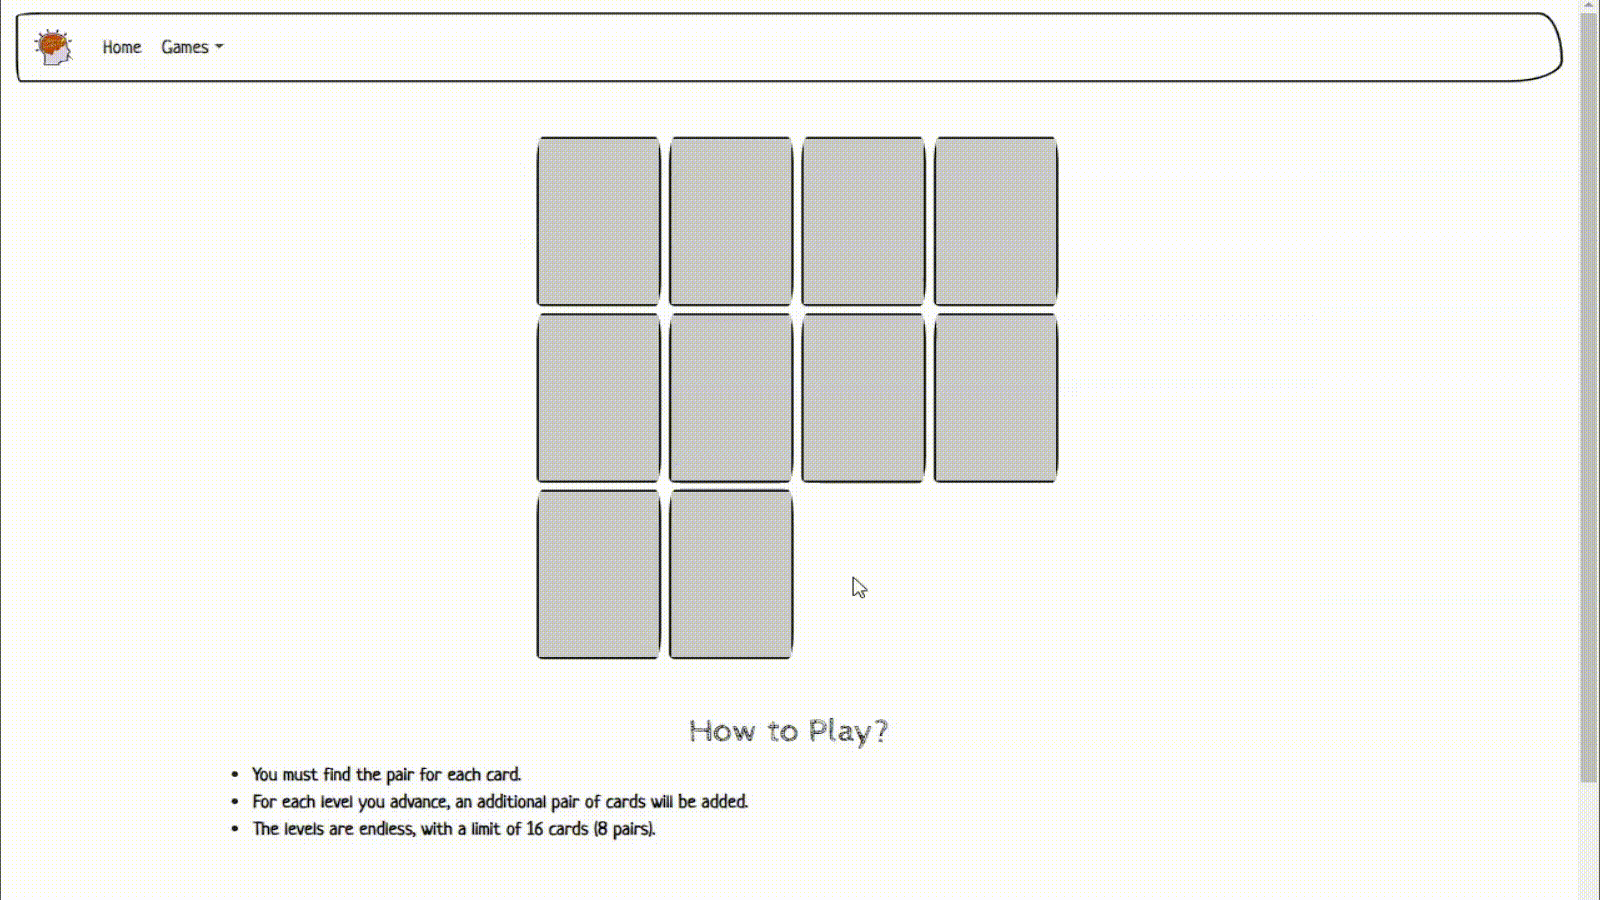 Home Games
How to Play?
You must find the pair for each card.
For each level you advance, an additional pair of cards will be added.
The levels are endless, with a limit of 16 cards (8 pairs).